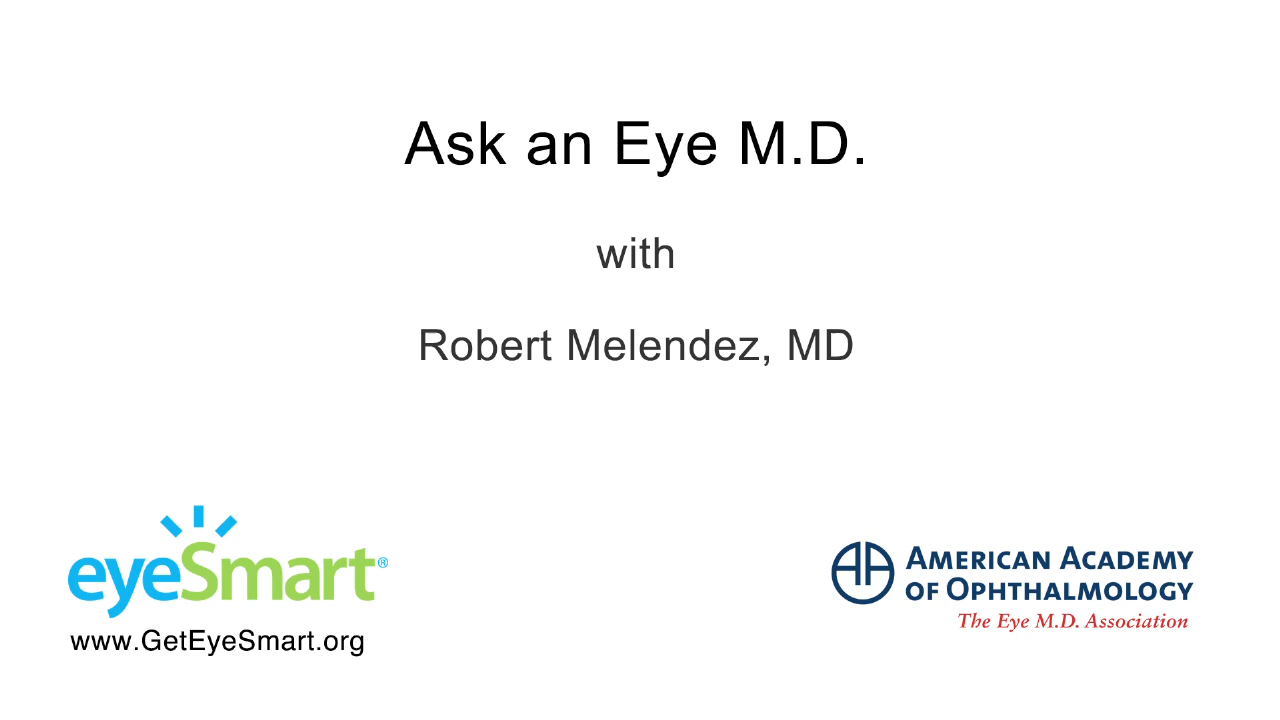 Ask an Eye M.D.
with
Robert Melendez, MD
eyeSmart®
www.GetEyeSmart.org
AMERICAN ACADEMY
OF OPHTHALMOLOGY
The Eye M.D. Association